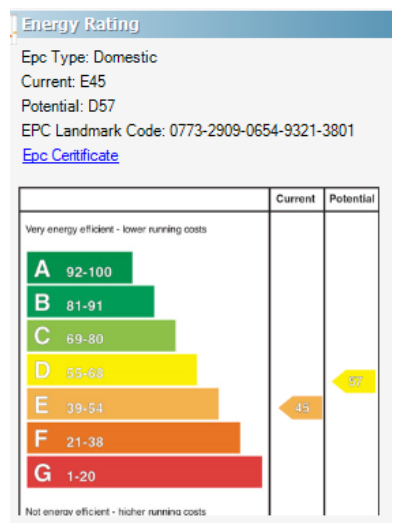 Energy Rating
Epc Type: Domestic
Current: E45
Potential: D57
EPC Landmark Code: 0773-2909-0654-9321-3801
Epc Ceritificate
Current Potential
Very energy efficient - lower running costs
A 92-100
B 81-91
C 69-80
D 55-68
57
E 39-54
45
F 21-38
G 1-20
Not energy efficient - higher running costs